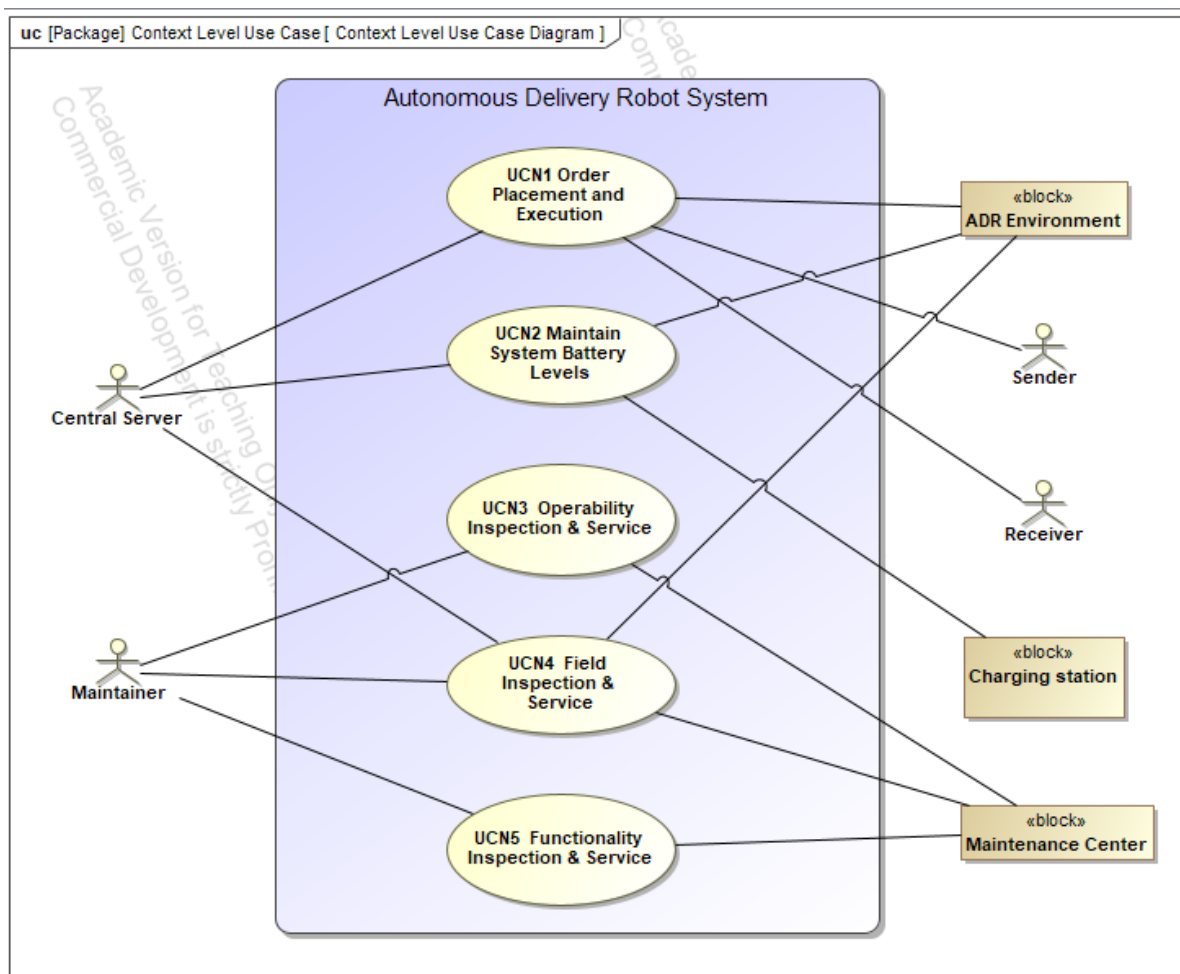 uc [Package] Context Level Use Case [ Context Level Use Case Diagram ]
Autonomous Delivery Robot System
UCN1 Order
Placement and
Execution
«block»
ADR Environment
UCN2 Maintain
System Battery
Levels
Sender
Central Server
UCN3 Operability
Inspection & Service
Receiver
Maintainer
UCN4 Field
Inspection &
Service
«block»
Charging station
UCN5 Functionality
Inspection & Service
«block»
Maintenance Center
Academic Version for Teaching Only
Commercial Development is strictly